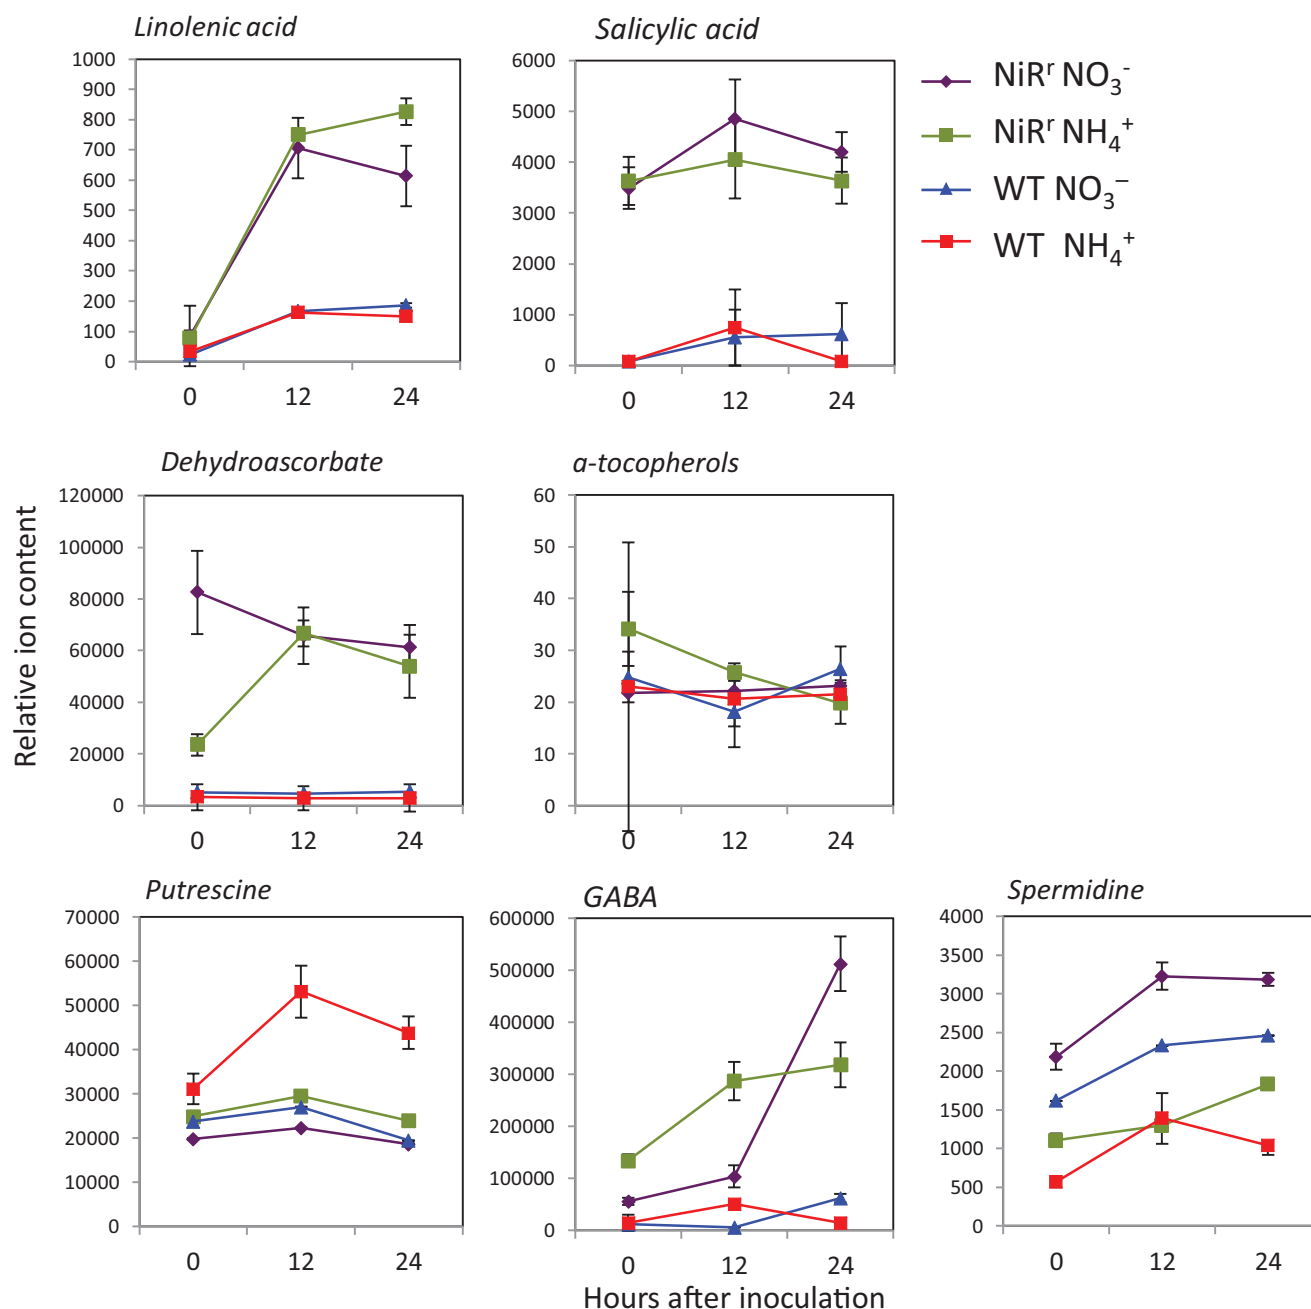 Linolenic acid
1000
900
800
700
600
500
400
300
200
100
0
0 12 24
Salicylic acid
6000
5000
4000
3000
2000
1000
0
0 12 24
NiRʳ NO₃⁻
NiRʳ NH₄⁺
WT NO₃⁻
WT NH₄⁺
Relative ion content
Dehydroascorbate
120000
100000
80000
60000
40000
20000
0
0 12 24
a-tocopherols
60
50
40
30
20
10
0
0 12 24
Putrescine
70000
60000
50000
40000
30000
20000
10000
0
0 12 24
GABA
600000
500000
400000
300000
200000
100000
0
0 12 24
Spermidine
4000
3500
3000
2500
2000
1500
1000
500
0
0 12 24
Hours after inoculation